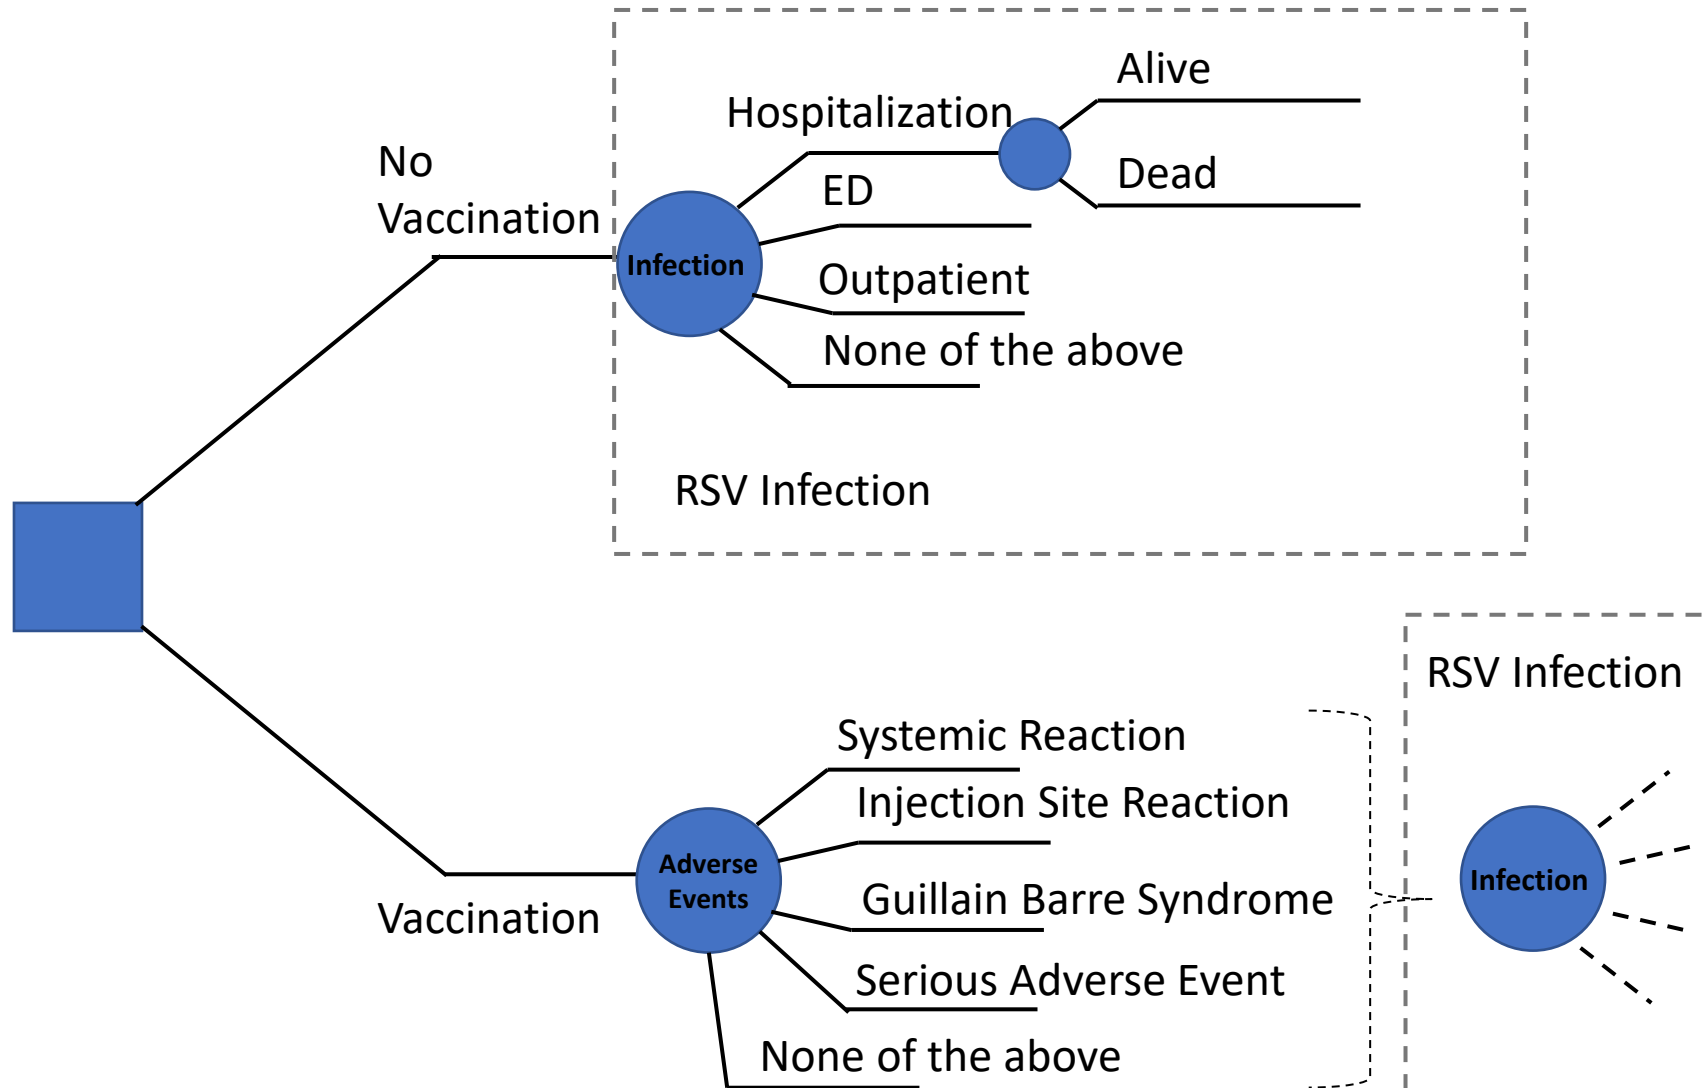 Alive
Hospitalization
No
Vaccination
ED
Dead
Infection
Outpatient
None of the above
RSV Infection
RSV Infection
Systemic Reaction
Injection Site Reaction
Adverse
Events
Infection
Guillain Barre Syndrome
Vaccination
Serious Adverse Event
None of the above